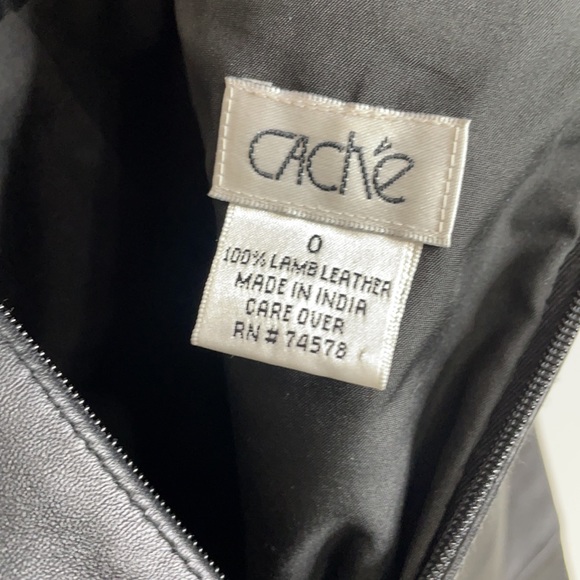 CAChé
0
100% LAMB LEATHER
MADE IN INDIA
CARE OVER
RN # 74578